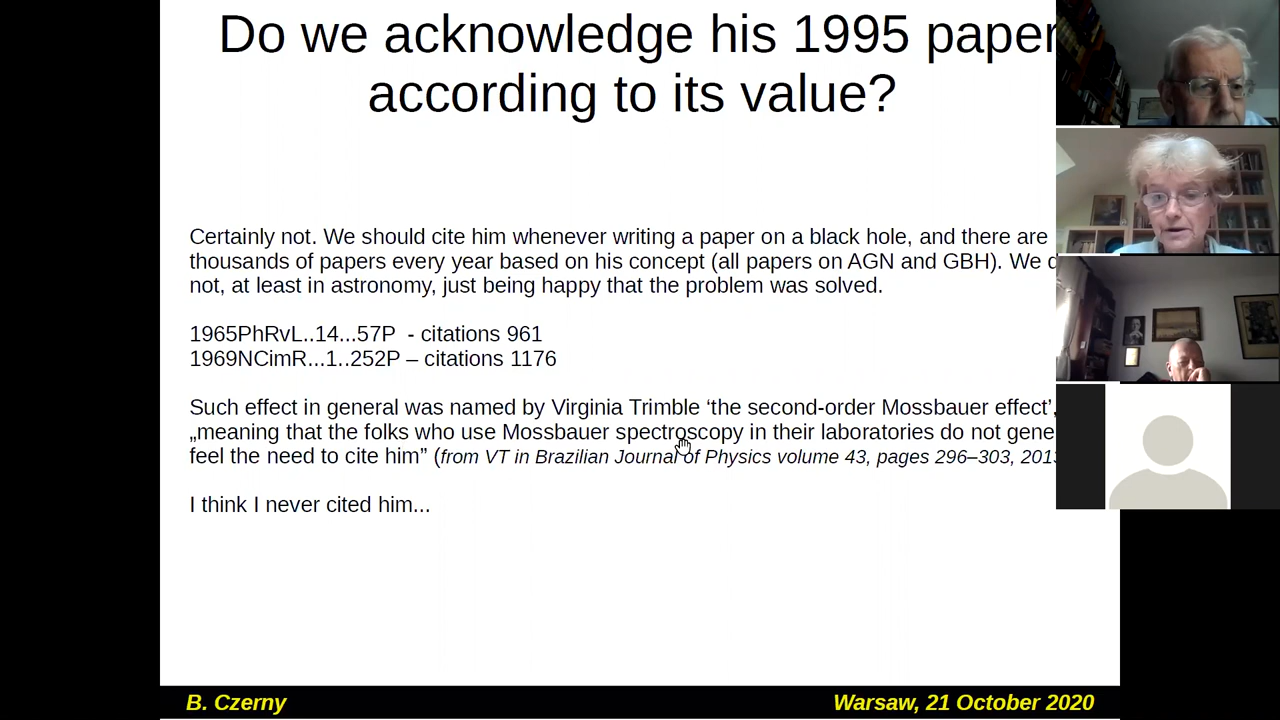 Do we acknowledge his 1995 paper
according to its value?
Certainly not. We should cite him whenever writing a paper on a black hole, and there are
thousands of papers every year based on his concept (all papers on AGN and GBH). We
not, at least in astronomy, just being happy that the problem was solved.
1965PhRvL..14...57P - citations 961
1969NCimR...1..252P – citations 1176
Such effect in general was named by Virginia Trimble ‘the second-order Mossbauer effect’,
„meaning that the folks who use Mossbauer spectroscopy in their laboratories do not
feel the need to cite him” (from VT in Brazilian Journal of Physics volume 43, pages 296–303, 2013
I think I never cited him...
B. Czerny
Warsaw, 21 October 2020